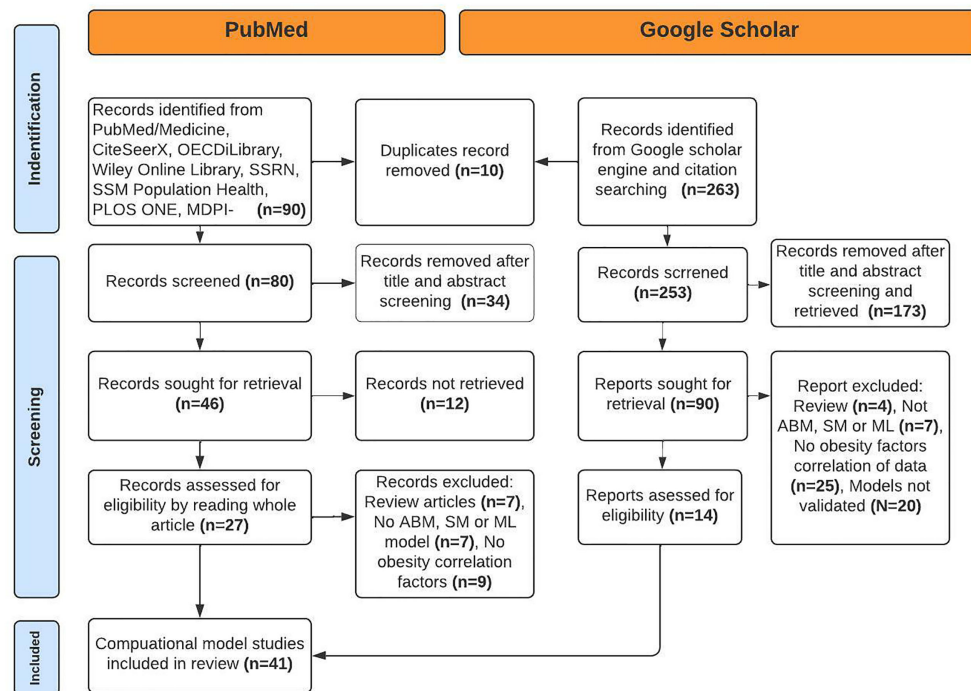 PubMed
Google Scholar
Indentification
Records identified from
PubMed/Medicine,
CiteSeerX, OECDiLibrary,
Wiley Online Library, SSRN,
SSM Population Health,
PLOS ONE, MDPI- (n=90)
Duplicates record
removed (n=10)
Records identified
from Google scholar
engine and citation
searching (n=263)
Screening
Records screened (n=80)
Records removed after
title and abstract
screening (n=34)
Records scrrened
(n=253)
Records removed after
title and abstract
screening and
retrieved (n=173)
Records sought for retrieval
(n=46)
Records not retrieved
(n=12)
Reports sought for
retrieval (n=90)
Report excluded:
Review (n=4), Not
ABM, SM or ML (n=7),
No obesity factors
correlation of data
(n=25), Models not
validated (N=20)
Records assessed for
eligibility by reading whole
article (n=27)
Records excluded:
Review articles (n=7),
No ABM, SM or ML
model (n=7), No
obesity correlation
factors (n=9)
Reports asessed for
eligibility (n=14)
Included
Compuational model studies
included in review (n=41)